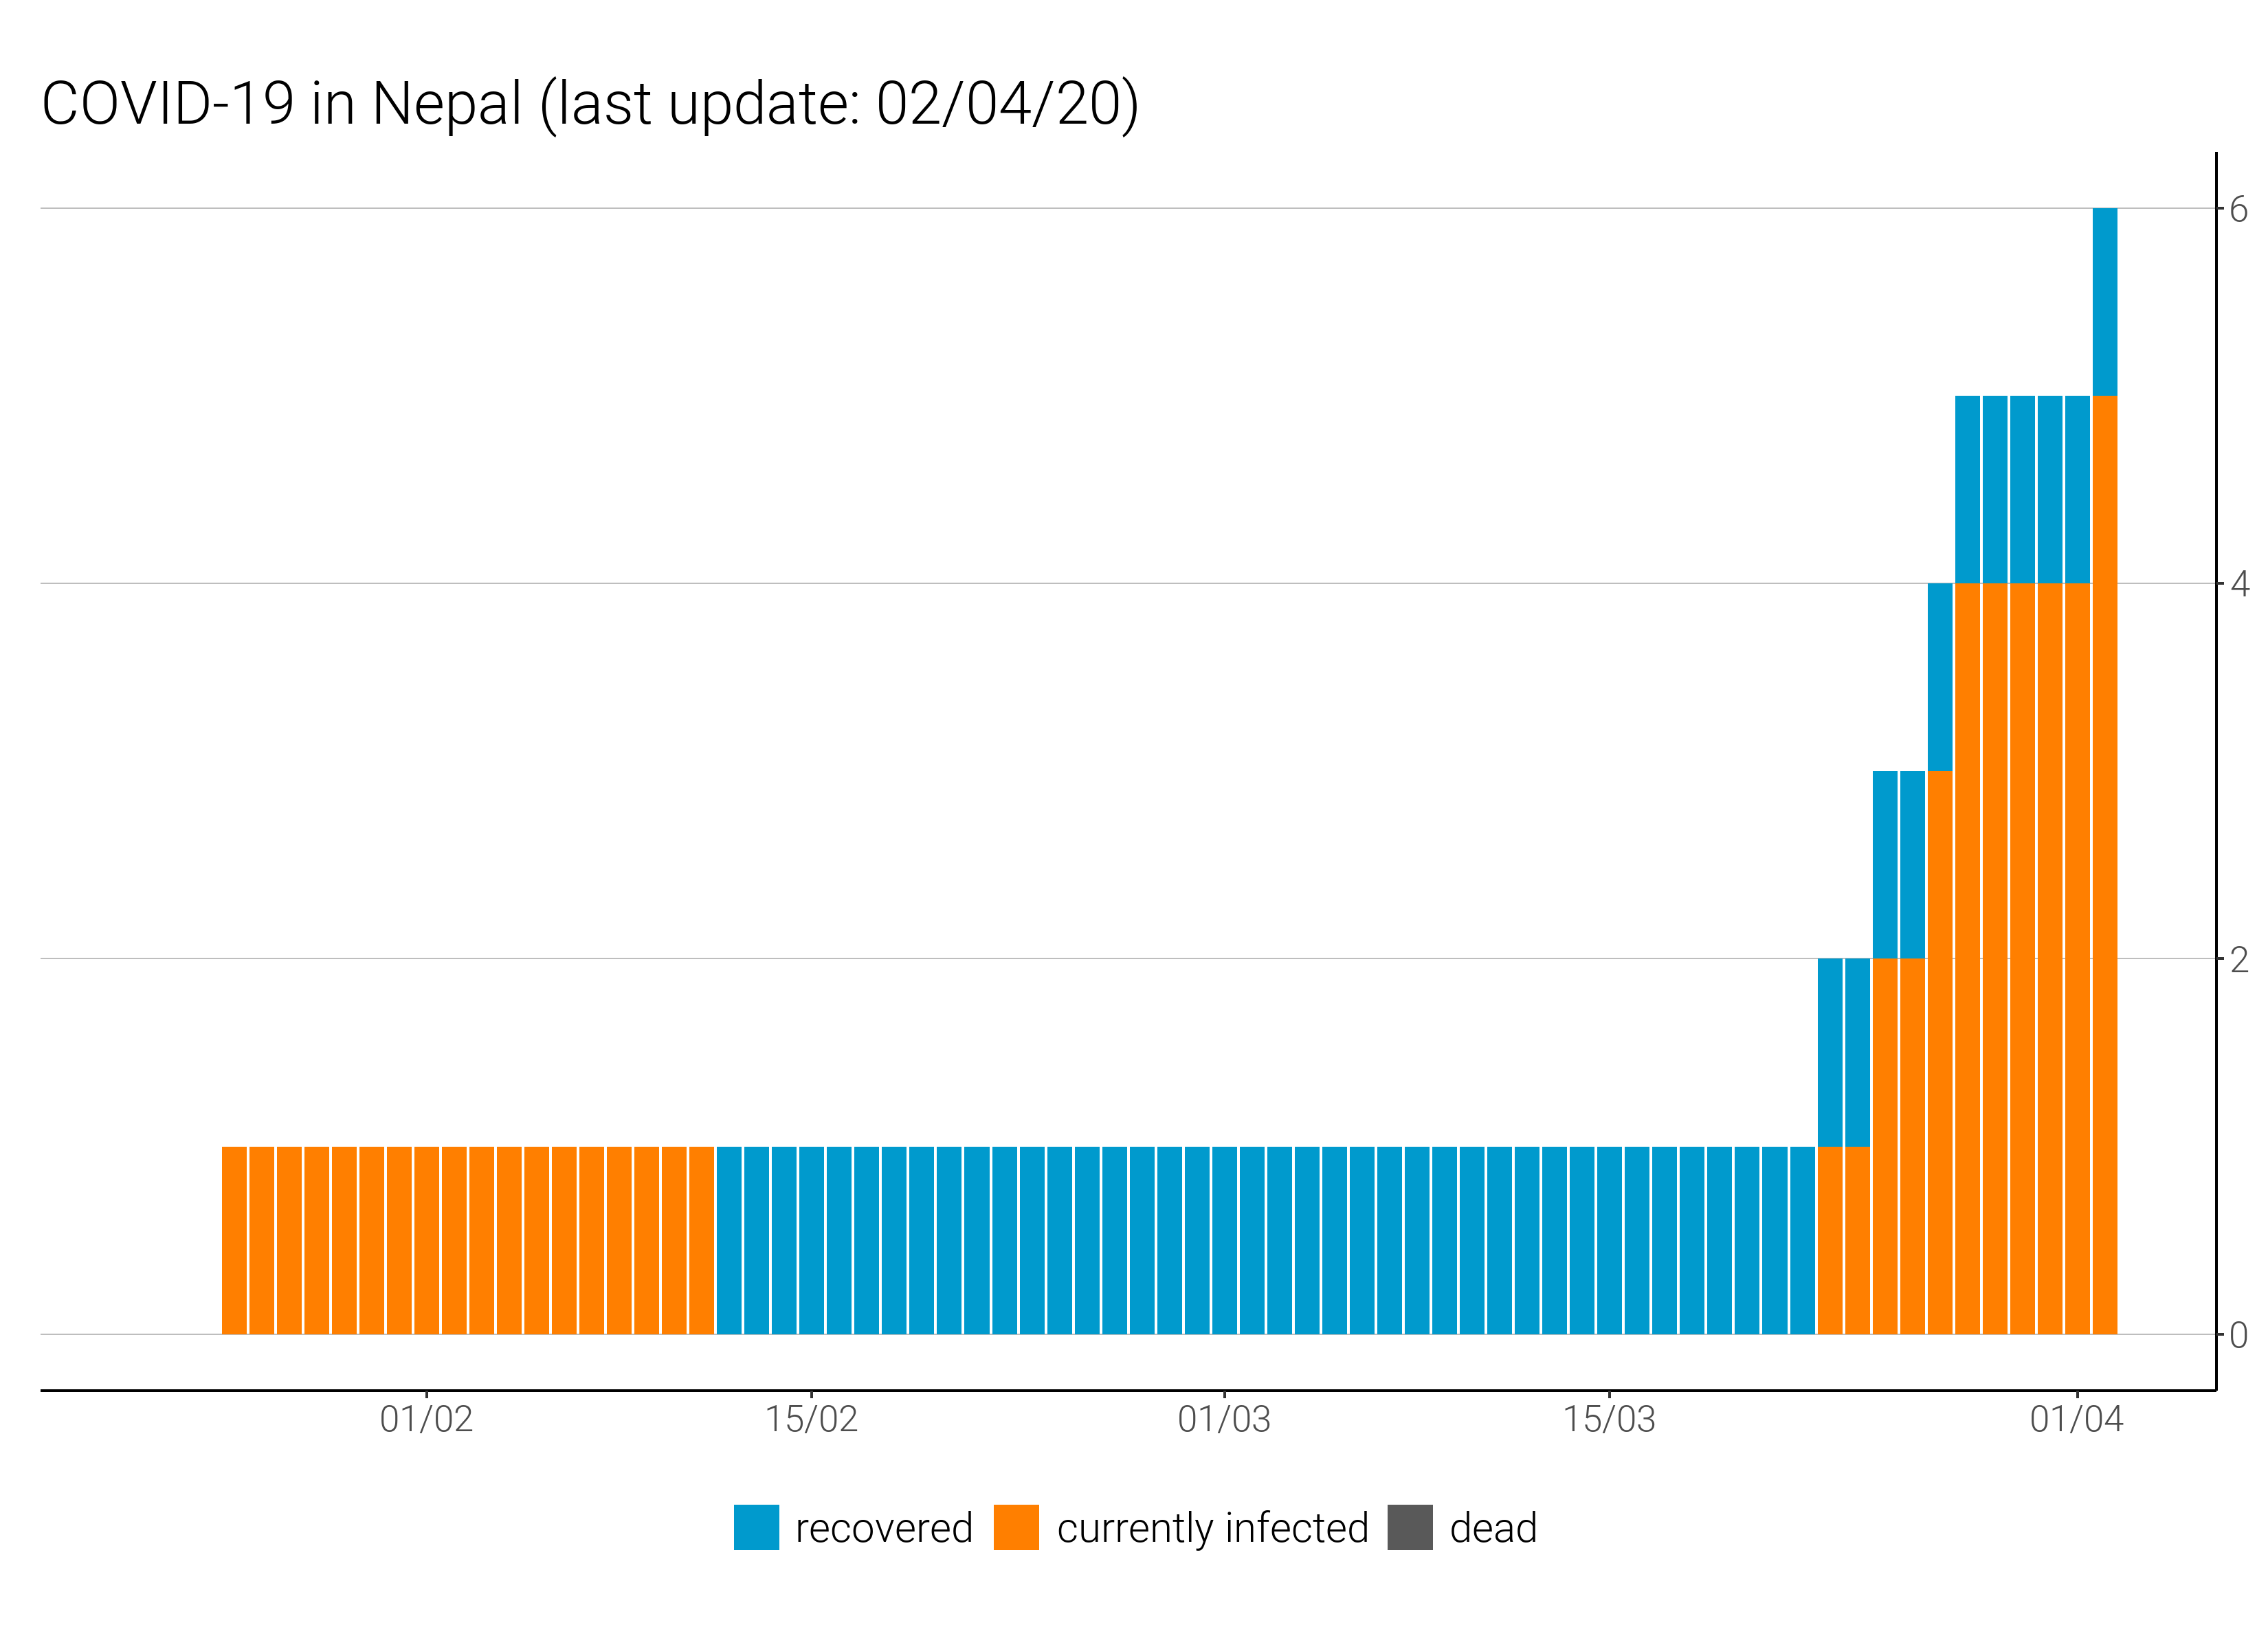 COVID-19 in Nepal (last update: 02/04/20)
6
4
2
0
01/02 15/02 01/03 15/03 01/04
recovered currently infected dead